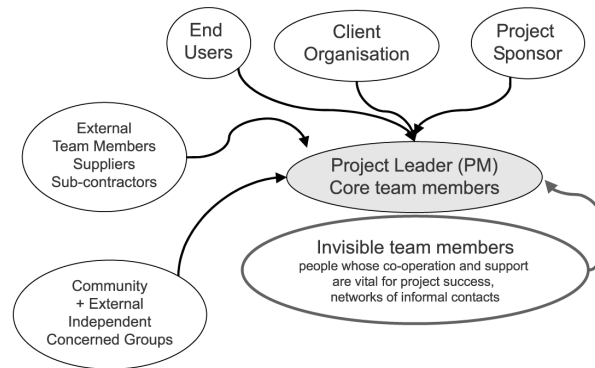 End
Users
Client
Organisation
Project
Sponsor
External
Team Members
Suppliers
Sub-contractors
Project Leader (PM)
Core team members
Invisible team members
people whose co-operation and support
are vital for project success,
networks of informal contacts
Community
+ External
Independent
Concerned Groups